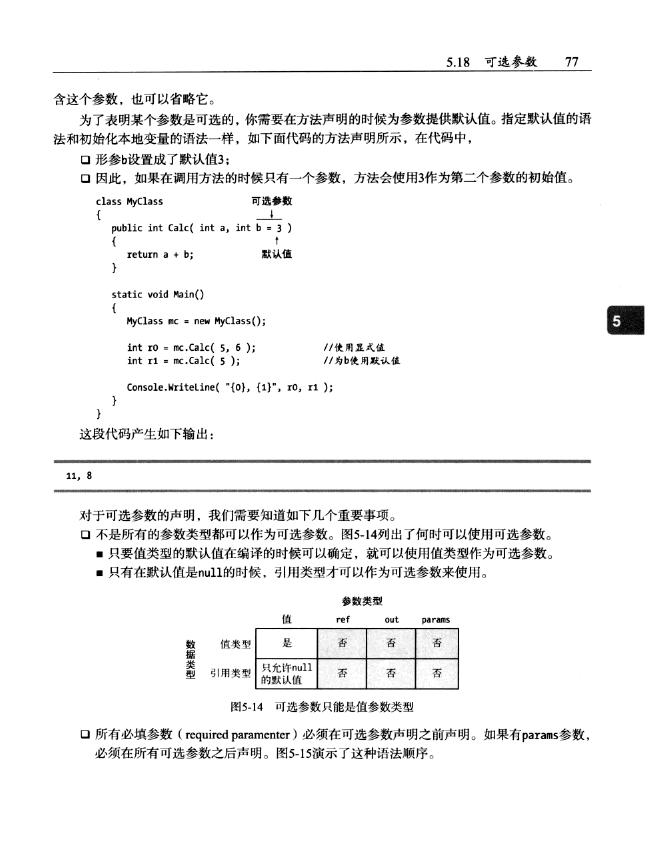 5.18 可选参数 77
含这个参数，也可以省略它。
为了表明某个参数是可选的，你需要在方法声明的时候为参数提供默认值。指定默认值的语
法和初始化本地变量的语法一样，如下面代码的方法声明所示，在代码中，
❑ 形参b设置成了默认值3；
❑ 因此，如果在调用方法的时候只有一个参数，方法会使用3作为第二个参数的初始值。
class MyClass 可选参数
{ ↓
public int Calc( int a, int b = 3 )
{ ↑
return a + b; 默认值
}
static void Main()
{
MyClass mc = new MyClass();
5
int r0 = mc.Calc( 5, 6 ); //使用显式值
int r1 = mc.Calc( 5 ); //为b使用默认值
Console.WriteLine( "{0}, {1}", r0, r1 );
}
}
这段代码产生如下输出：
11, 8
对于可选参数的声明，我们需要知道如下几个重要事项。
❑ 不是所有的参数类型都可以作为可选参数。图5-14列出了何时可以使用可选参数。
■ 只要值类型的默认值在编译的时候可以确定，就可以使用值类型作为可选参数。
■ 只有在默认值是null的时候，引用类型才可以作为可选参数来使用。
参数类型
值 ref out params
数据类型
值类型 是 否 否 否
引用类型 只允许null
的默认值 否 否 否
图5-14 可选参数只能是值参数类型
❑ 所有必填参数（required paramenter）必须在可选参数声明之前声明。如果有params参数，
必须在所有可选参数之后声明。图5-15演示了这种语法顺序。